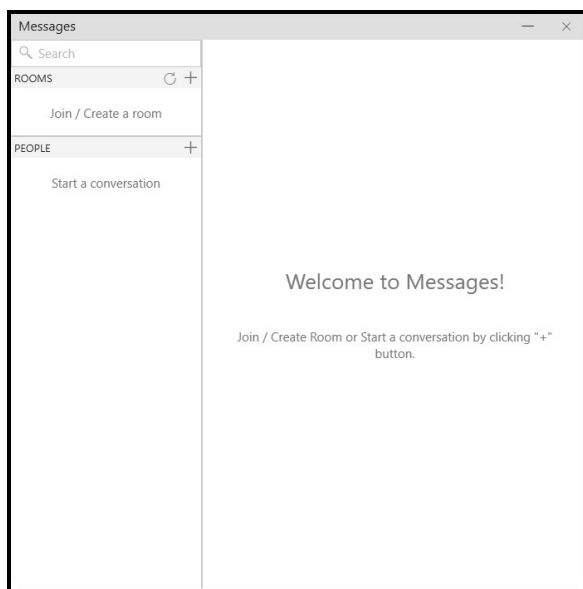 Messages
Search
ROOMS
Join / Create a room
PEOPLE
Start a conversation
Welcome to Messages!
Join / Create Room or Start a conversation by clicking "+"
button.